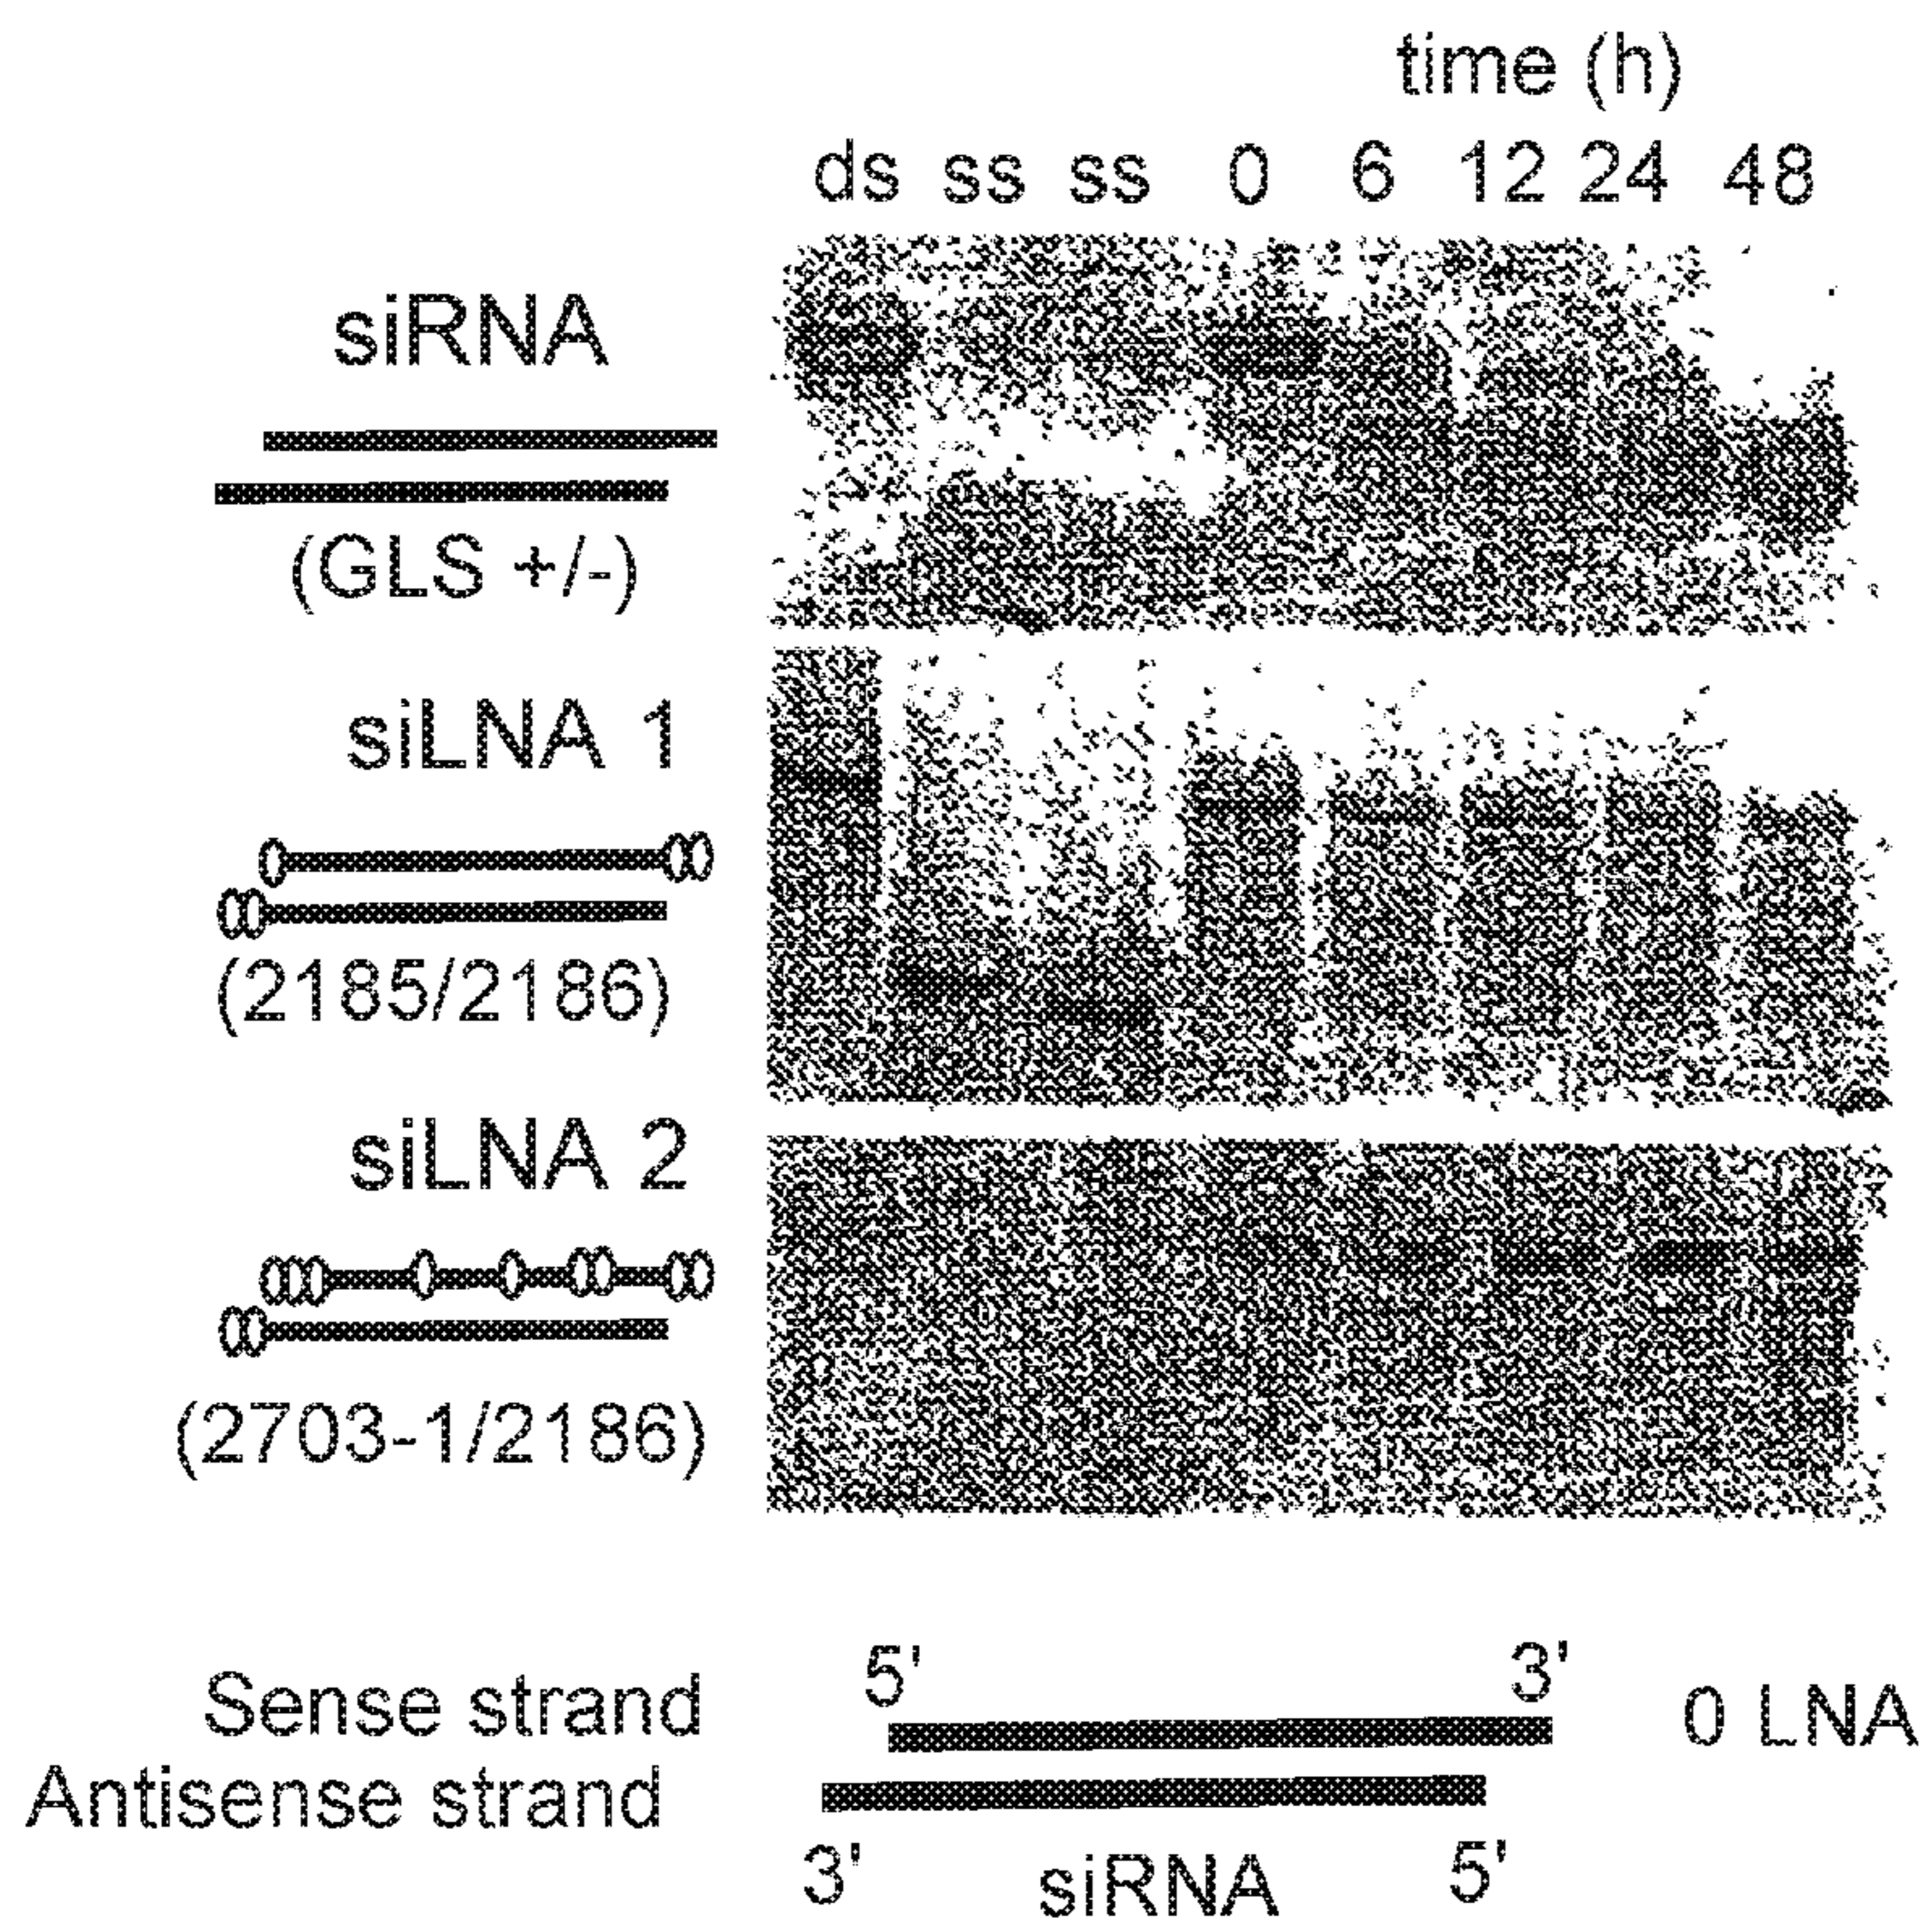 time (h)
ds ss ss 0 6 12 24 48
siRNA
(GLS +/-)
siLNA 1
(2185/2186)
siLNA 2
(2703-1/2186)
5' 3'
Sense strand 0 LNA
Antisense strand
3' siRNA 5'